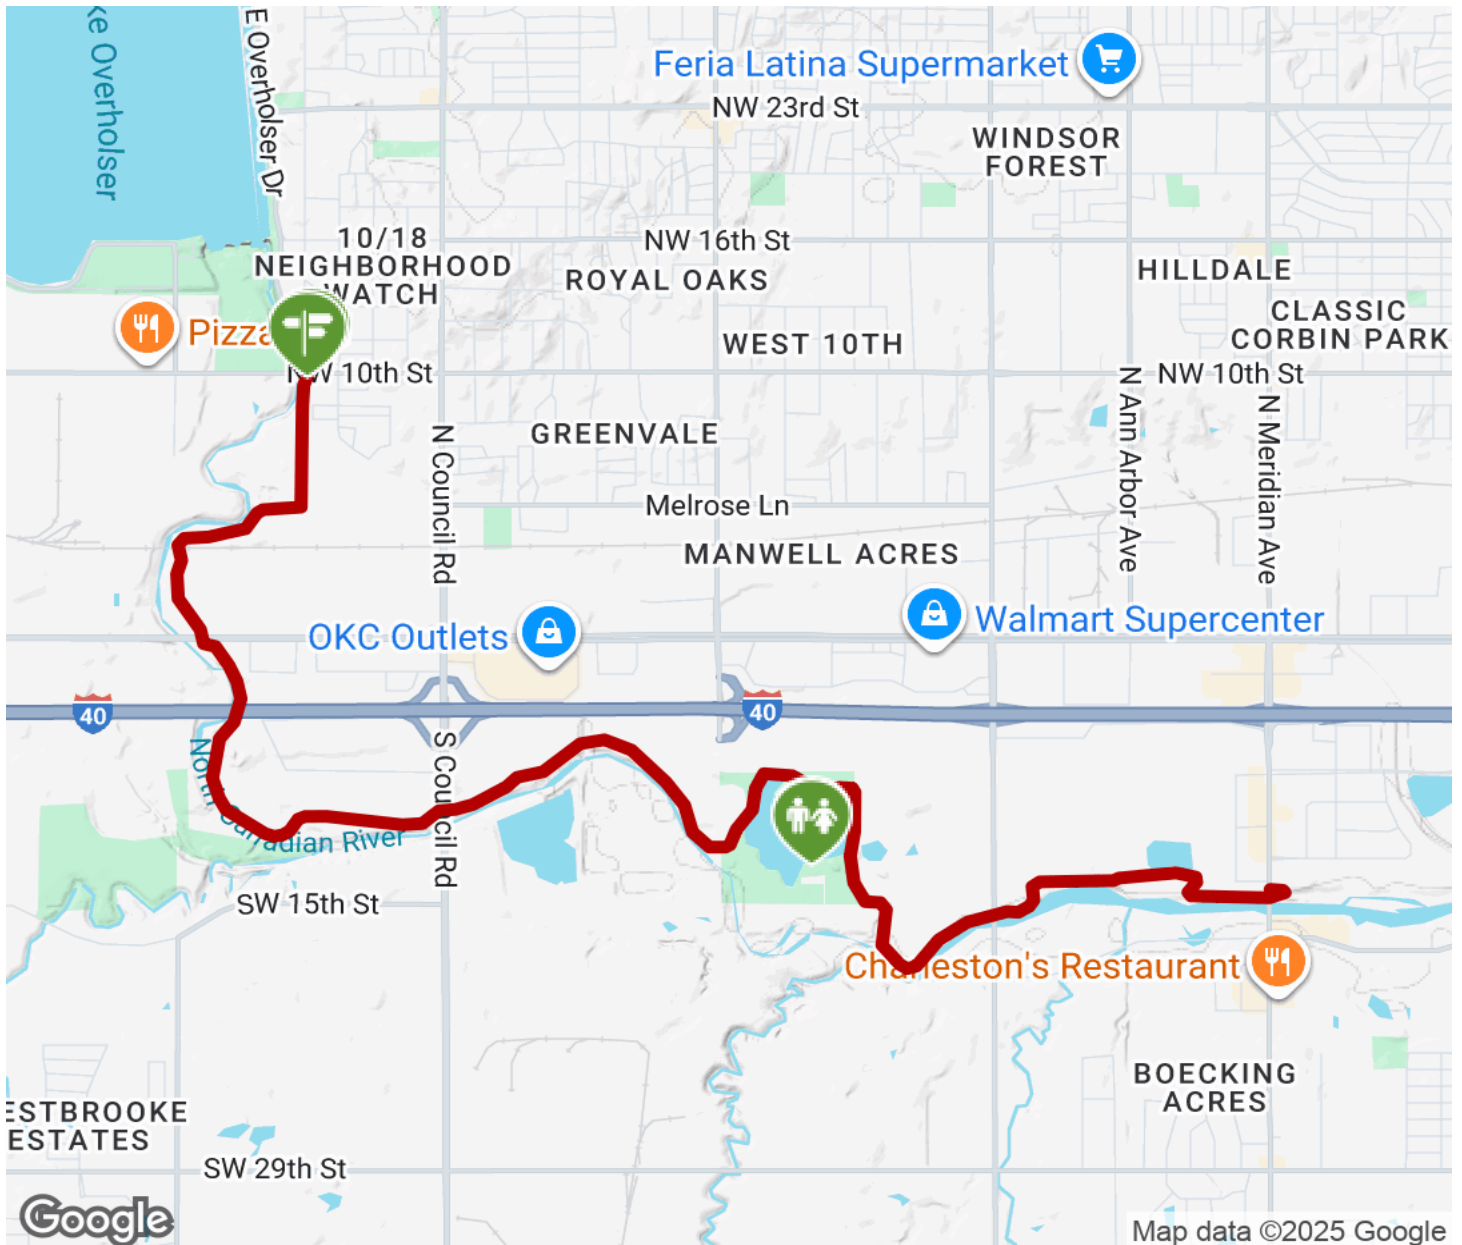 ke Overholser
E Overholser Dr
Feria Latina Supermarket
NW 23rd St
WINDSOR
FOREST
10/18
NEIGHBORHOOD
WATCH
NW 16th St
ROYAL OAKS
HILLDALE
CLASSIC
CORBIN PARK
Pizza
WEST 10TH
NW 10th St
NW 10th St
N Ann Arbor Ave
N Meridian Ave
N Council Rd
GREENVALE
Melrose Ln
MANWELL ACRES
Walmart Supercenter
OKC Outlets
40
40
S Council Rd
North Canadian River
SW 15th St
Charleston's Restaurant
BOECKING
ACRES
ESTBROOKE
ESTATES
SW 29th St
Google
Map data ©2025 Google